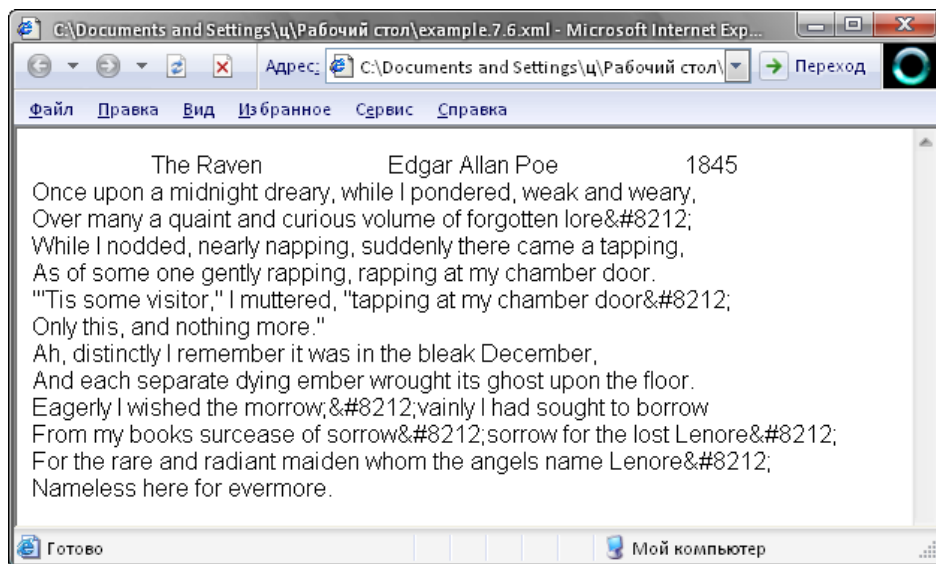 C:\Documents and Settings\ц\Рабочий стол\example.7.6.xml - Microsoft Internet Exp...
Адрес: C:\Documents and Settings\ц\Рабочий стол\ Переход
Файл Правка Вид Избранное Сервис Справка
The Raven Edgar Allan Poe 1845
Once upon a midnight dreary, while I pondered, weak and weary,
Over many a quaint and curious volume of forgotten lore&#8212;
While I nodded, nearly napping, suddenly there came a tapping,
As of some one gently rapping, rapping at my chamber door.
"'Tis some visitor," I muttered, "tapping at my chamber door&#8212;
Only this, and nothing more."
Ah, distinctly I remember it was in the bleak December,
And each separate dying ember wrought its ghost upon the floor.
Eagerly I wished the morrow;&#8212;vainly I had sought to borrow
From my books surcease of sorrow&#8212;sorrow for the lost Lenore&#8212;
For the rare and radiant maiden whom the angels name Lenore&#8212;
Nameless here for evermore.
Готово Мой компьютер